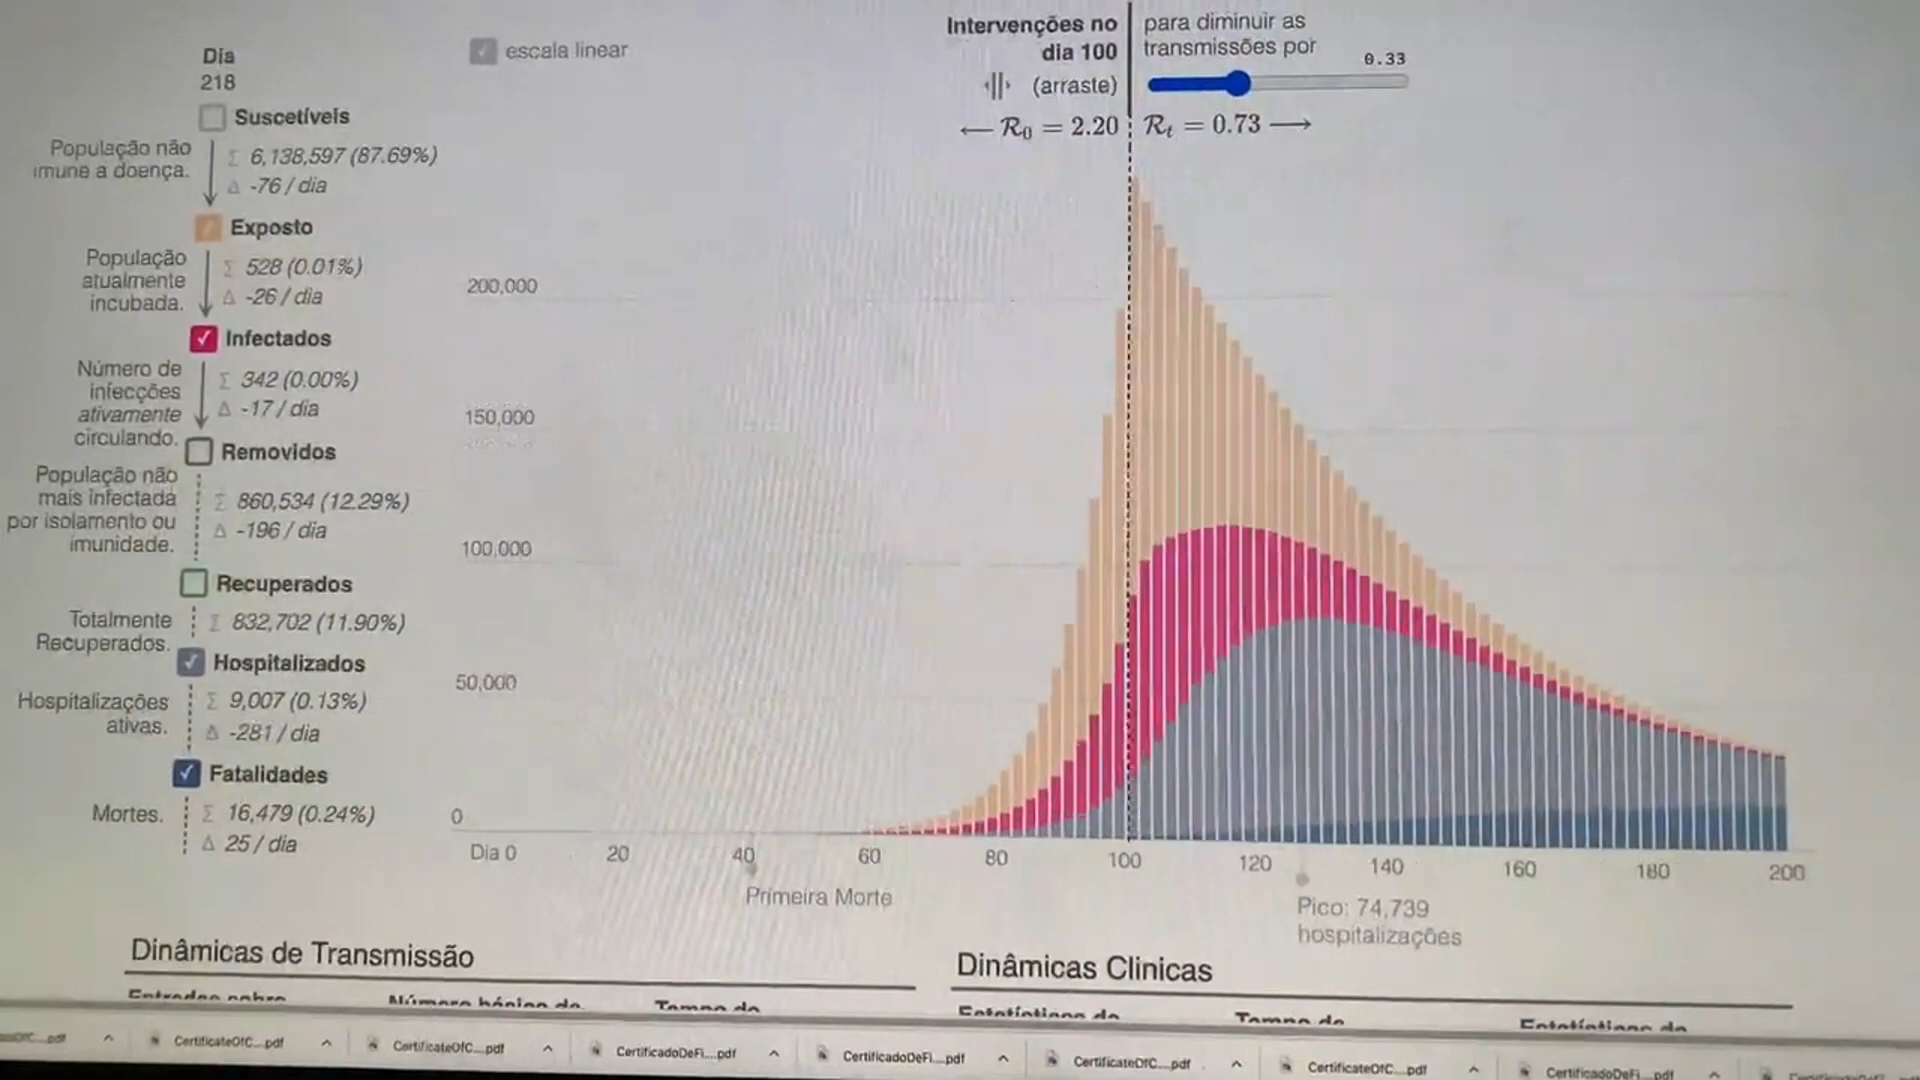 Dia
218
escala linear
Intervenções no
dia 100
(arraste)
para diminuir as
transmissões por
0.33
← R₀ = 2.20
Rₜ = 0.73 →
Suscetíveis
População não
imune a doença.
Σ 6,138,597 (87.69%)
Δ -76 / dia
Exposto
População
atualmente
incubada.
Σ 528 (0.01%)
Δ -26 / dia
Infectados
Número de
infecções
ativamente
circulando.
Σ 342 (0.00%)
Δ -17 / dia
Removidos
População não
mais infectada
por isolamento ou
imunidade.
Σ 860,534 (12.29%)
Δ -196 / dia
Recuperados
Totalmente
Recuperados.
Σ 832,702 (11.90%)
Hospitalizados
Hospitalizações
ativas.
Σ 9,007 (0.13%)
Δ -281 / dia
Fatalidades
Mortes.
Σ 16,479 (0.24%)
Δ 25 / dia
200,000
150,000
100,000
50,000
0
Dia 0 20 40 60 80 100 120 140 160 180 200
Primeira Morte
Pico: 74,739
hospitalizações
Dinâmicas de Transmissão
Dinâmicas Clinicas
CertificateOfC....pdf
CertificateOfC....pdf
CertificadoDeFi....pdf
CertificadoDeFi....pdf
CertificateOfC....pdf
CertificateOfC....pdf
CertificadoDeFi....pdf